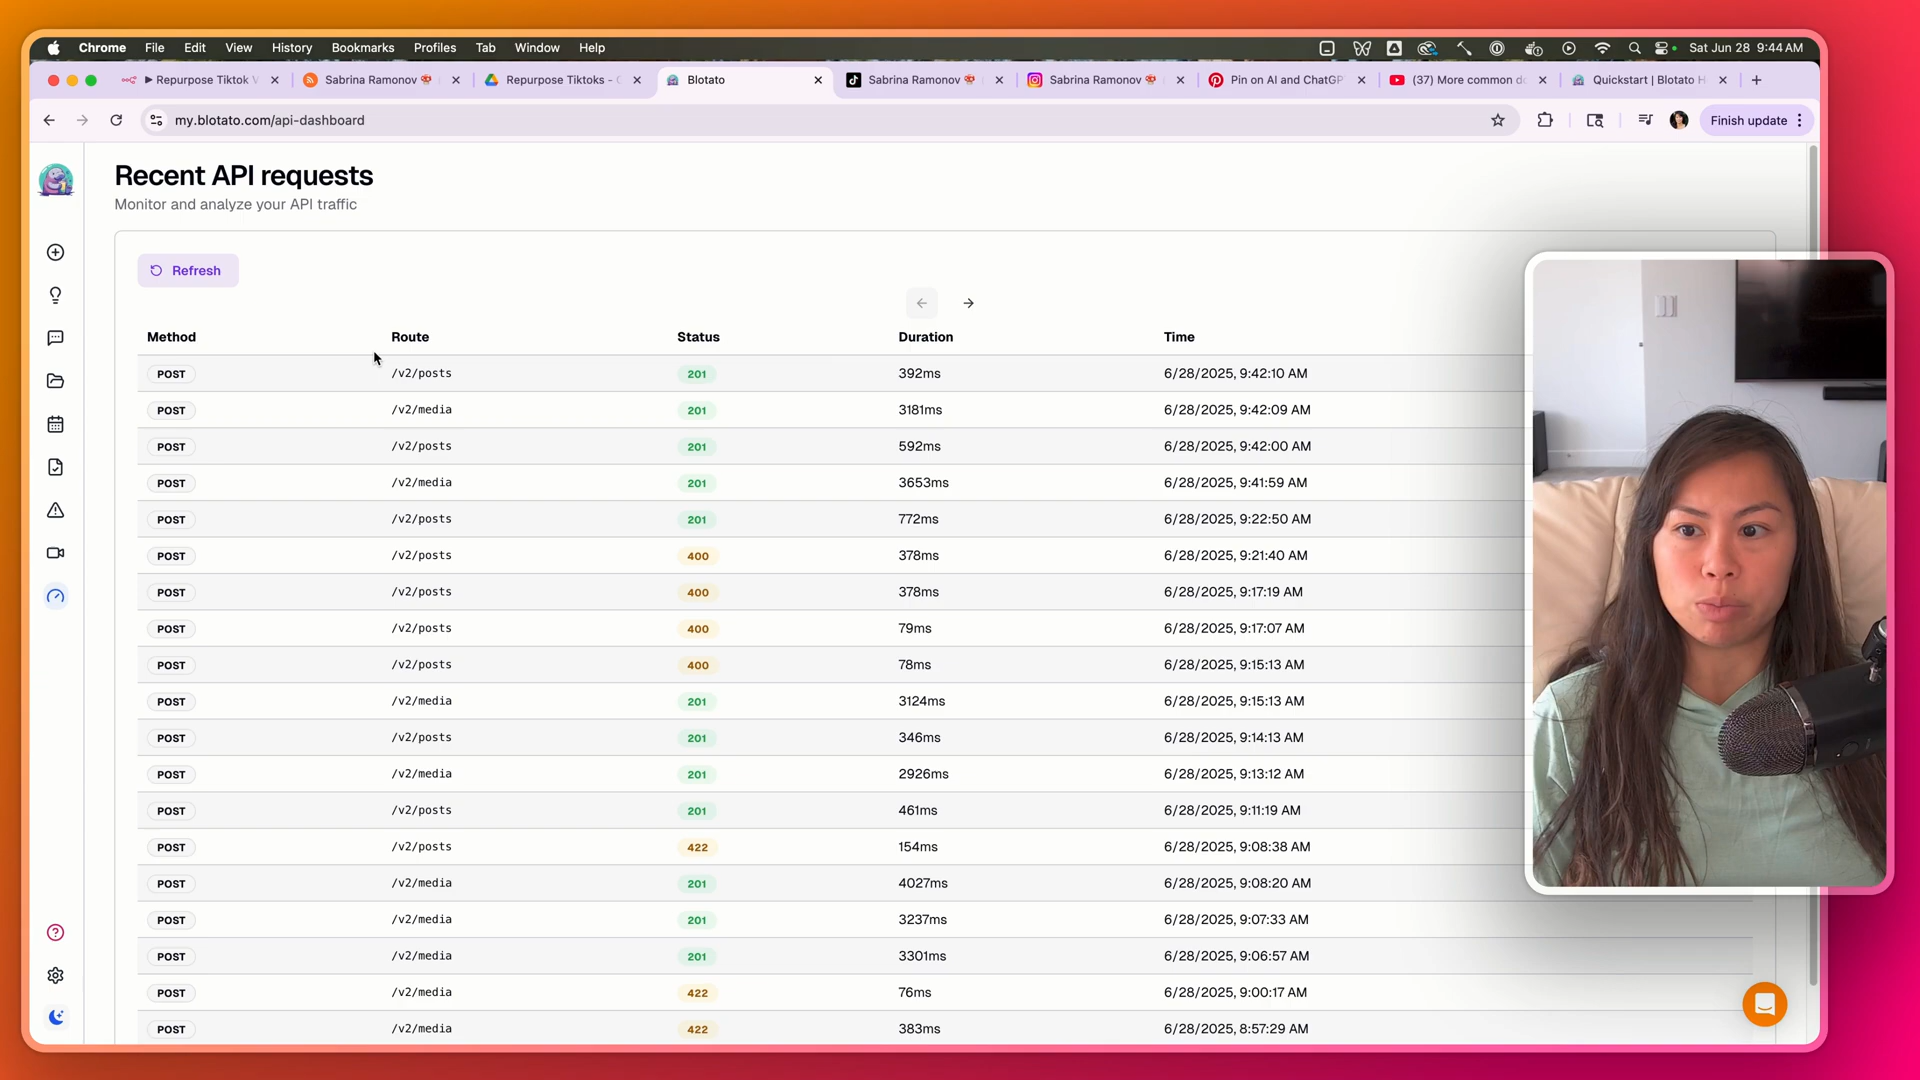 Chrome File Edit View History Bookmarks Profiles Tab Window Help Sat Jun 28 9:44 AM
Repurpose Tiktok Sabrina Ramonov Repurpose Tiktoks - Blotato Sabrina Ramonov Sabrina Ramonov Pin on AI and ChatGP (37) More common Quickstart | Blotato
my.blotato.com/api-dashboard Finish update
Recent API requests
Monitor and analyze your API traffic
Refresh
Method Route Status Duration Time
POST /v2/posts 201 392ms 6/28/2025, 9:42:10 AM
POST /v2/media 201 3181ms 6/28/2025, 9:42:09 AM
POST /v2/posts 201 592ms 6/28/2025, 9:42:00 AM
POST /v2/media 201 3653ms 6/28/2025, 9:41:59 AM
POST /v2/posts 201 772ms 6/28/2025, 9:22:50 AM
POST /v2/posts 400 378ms 6/28/2025, 9:21:40 AM
POST /v2/posts 400 378ms 6/28/2025, 9:17:19 AM
POST /v2/posts 400 79ms 6/28/2025, 9:17:07 AM
POST /v2/posts 400 78ms 6/28/2025, 9:15:13 AM
POST /v2/media 201 3124ms 6/28/2025, 9:15:13 AM
POST /v2/posts 201 346ms 6/28/2025, 9:14:13 AM
POST /v2/media 201 2926ms 6/28/2025, 9:13:12 AM
POST /v2/posts 201 461ms 6/28/2025, 9:11:19 AM
POST /v2/posts 422 154ms 6/28/2025, 9:08:38 AM
POST /v2/media 201 4027ms 6/28/2025, 9:08:20 AM
POST /v2/media 201 3237ms 6/28/2025, 9:07:33 AM
POST /v2/media 201 3301ms 6/28/2025, 9:06:57 AM
POST /v2/media 422 76ms 6/28/2025, 9:00:17 AM
POST /v2/media 422 383ms 6/28/2025, 8:57:29 AM